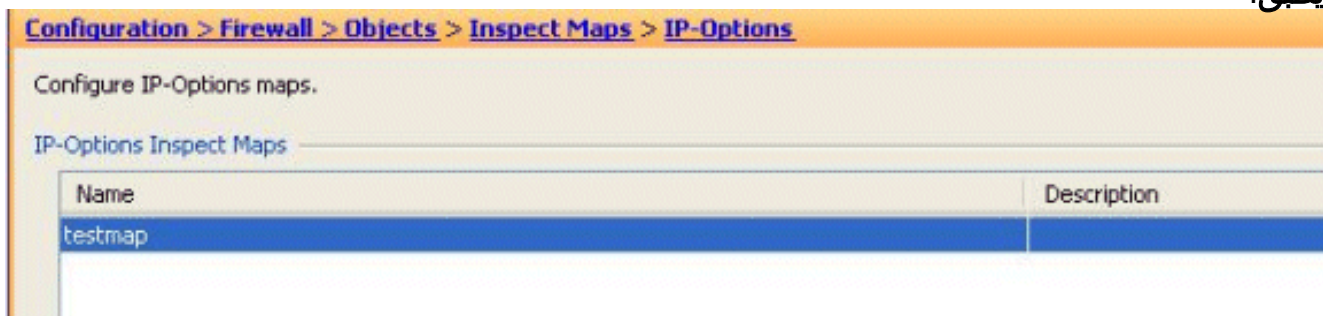 Configuration > Firewall > Objects > Inspect Maps > IP-Options
Configure IP-Options maps.
IP-Options Inspect Maps
Name Description
testmap